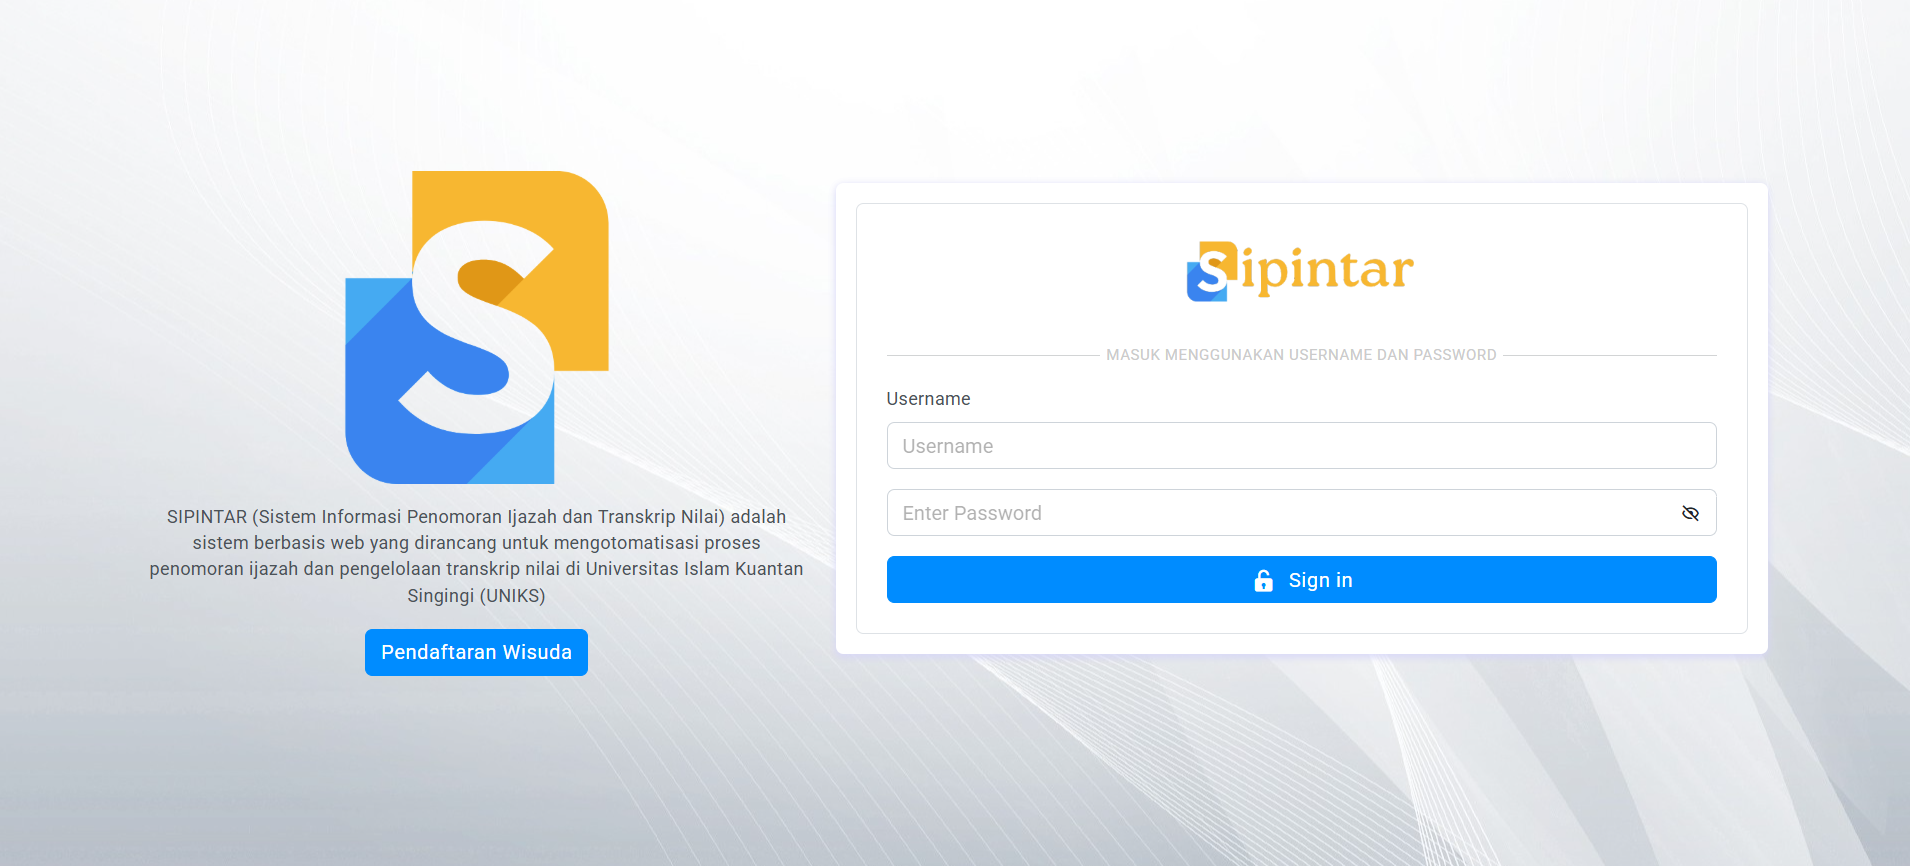 SIPINTAR (Sistem Informasi Penomoran Ijazah dan Transkrip Nilai) adalah
sistem berbasis web yang dirancang untuk mengotomatisasi proses
penomoran ijazah dan pengelolaan transkrip nilai di Universitas Islam Kuantan
Singingi (UNIKS)
Pendaftaran Wisuda
Sipintar
MASUK MENGGUNAKAN USERNAME DAN PASSWORD
Username
Username
Enter Password
Sign in